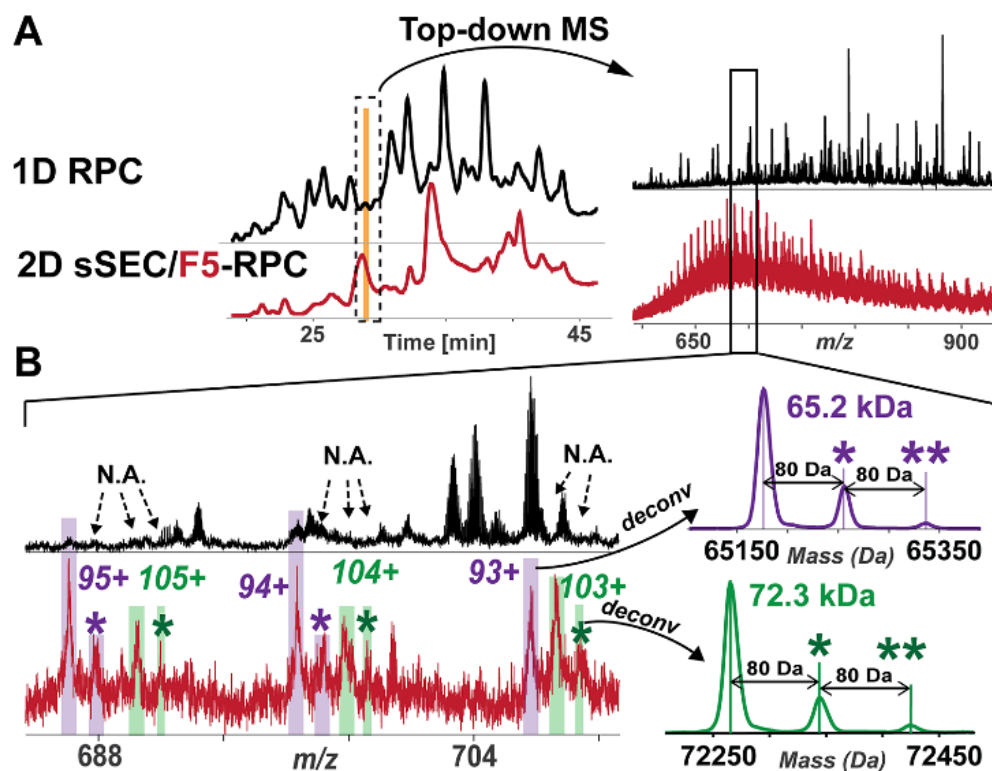 A
Top-down MS
1D RPC
2D sSEC/F5-RPC
25
Time [min]
45
650
m/z
900
B
N.A.
N.A.
N.A.
deconv
95+
105+
94+
104+
93+
103+
*
*
*
*
*
deconv
688
m/z
704
65.2 kDa
*
**
80 Da
80 Da
65150
Mass (Da)
65350
72.3 kDa
*
**
80 Da
80 Da
72250
Mass (Da)
72450